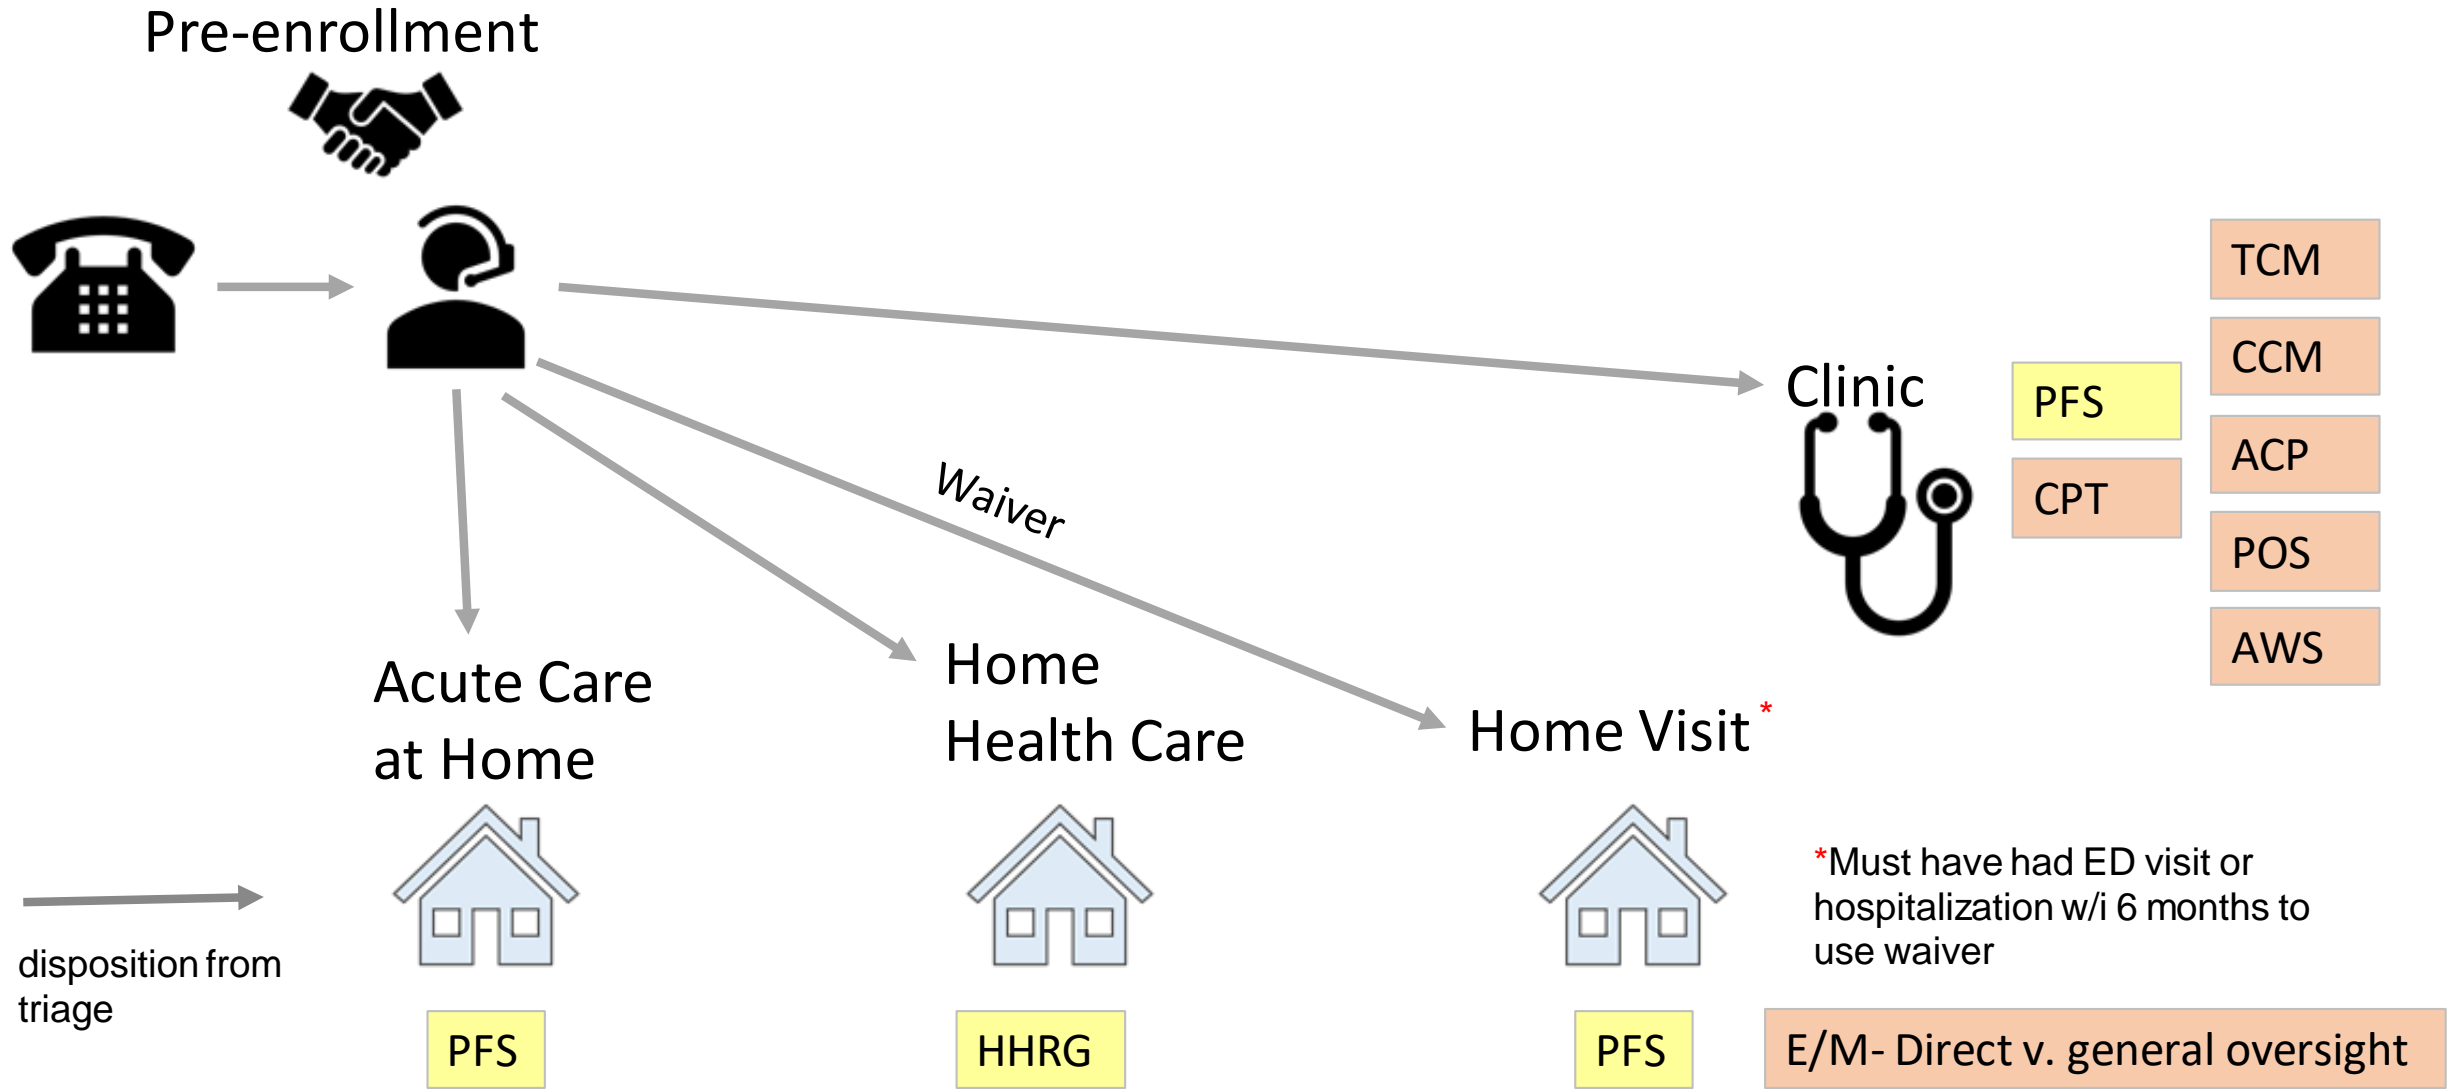 Pre-enrollment
TCM
CCM
Clinic
PFS
ACP
CPT
Waiver
POS
AWS
Acute Care
at Home
Home
Health Care
Home Visit *
*Must have had ED visit or
hospitalization w/i 6 months to
use waiver
disposition from
triage
PFS
HHRG
PFS
E/M- Direct v. general oversight